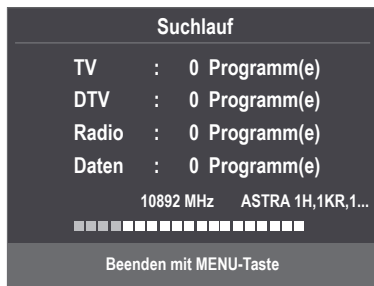 Suchlauf
TV : 0 Programm(e)
DTV : 0 Programm(e)
Radio : 0 Programm(e)
Daten : 0 Programm(e)
10892 MHz ASTRA 1H,1KR,1...
Beenden mit MENU-Taste